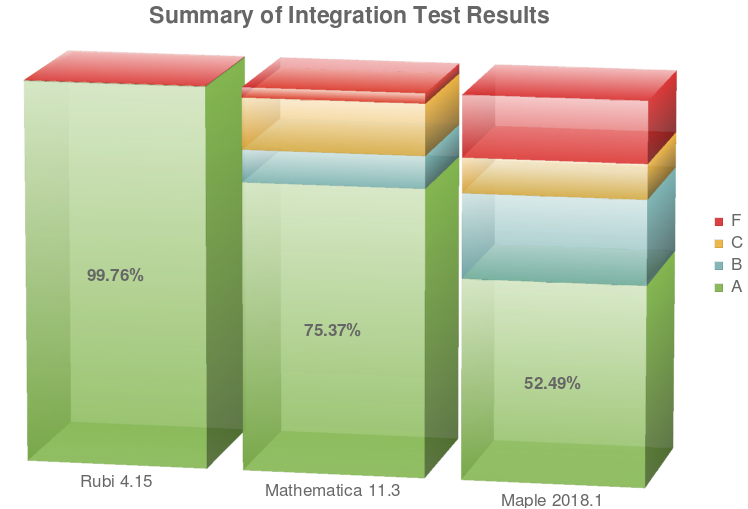 Summary of Integration Test Results
99.76%
75.37%
52.49%
F
C
B
A
Rubi 4.15
Mathematica 11.3
Maple 2018.1